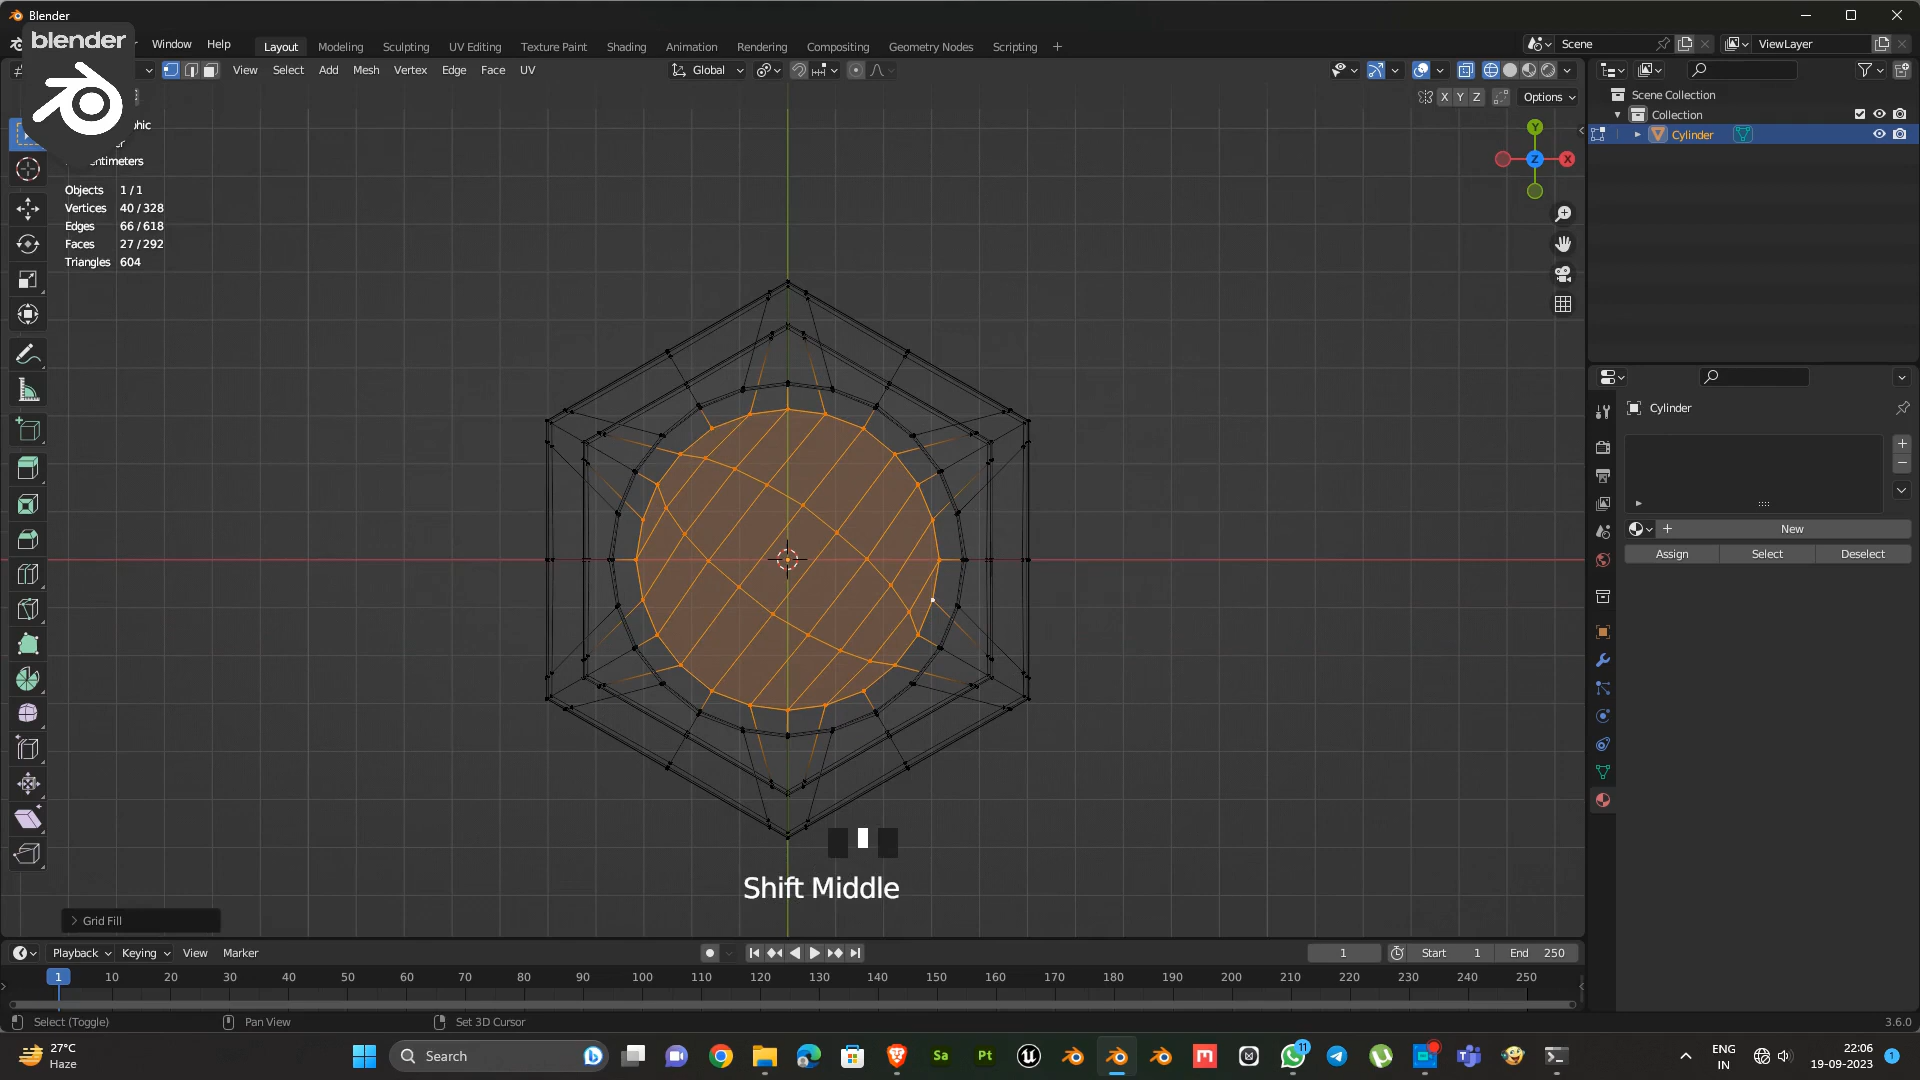 Blender
blender
Window Help
Layout Modeling Sculpting UV Editing Texture Paint Shading Animation Rendering Compositing Geometry Nodes Scripting +
Scene
ViewLayer
View Select Add Mesh Vertex Edge Face UV
Global
X Y Z
Options
Scene Collection
Collection
Cylinder
Objects 1 / 1
Vertices 40 / 328
Edges 66 / 618
Faces 27 / 292
Triangles 604
Y
Z
X
Cylinder
New
Assign Select Deselect
Shift Middle
Grid Fill
Playback Keying View Marker
1
Start 1
End 250
1 10 20 30 40 50 60 70 80 90 100 110 120 130 140 150 160 170 180 190 200 210 220 230 240 250
Select (Toggle)
Pan View
Set 3D Cursor
3.6.0
27°C
Haze
Search
Sa
Pt
11
ENG
IN
22:06
19-09-2023
1